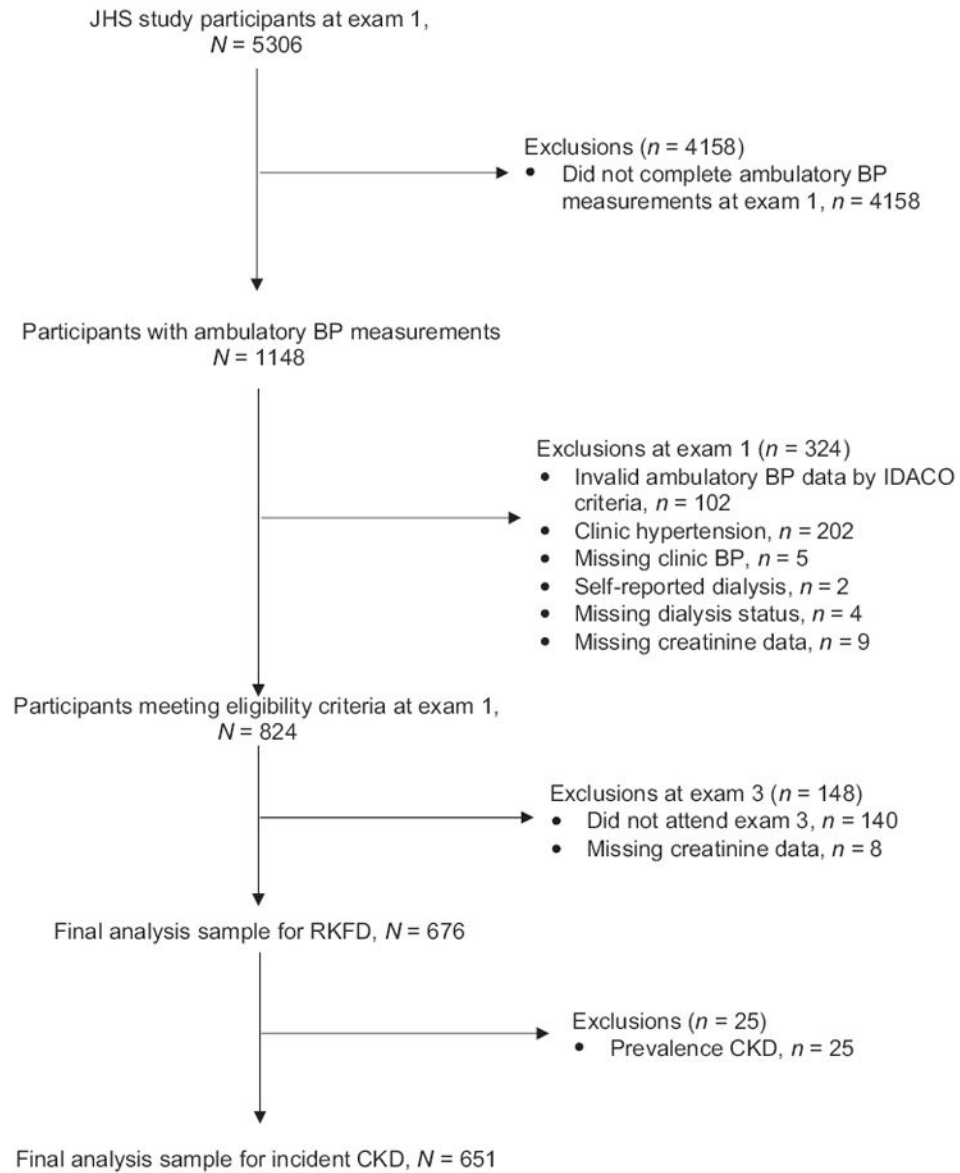 JHS study participants at exam 1,
N = 5306
Exclusions (n = 4158)
• Did not complete ambulatory BP
measurements at exam 1, n = 4158
Participants with ambulatory BP measurements
N = 1148
Exclusions at exam 1 (n = 324)
• Invalid ambulatory BP data by IDACO
criteria, n = 102
• Clinic hypertension, n = 202
• Missing clinic BP, n = 5
• Self-reported dialysis, n = 2
• Missing dialysis status, n = 4
• Missing creatinine data, n = 9
Participants meeting eligibility criteria at exam 1,
N = 824
Exclusions at exam 3 (n = 148)
• Did not attend exam 3, n = 140
• Missing creatinine data, n = 8
Final analysis sample for RKFD, N = 676
Exclusions (n = 25)
• Prevalence CKD, n = 25
Final analysis sample for incident CKD, N = 651